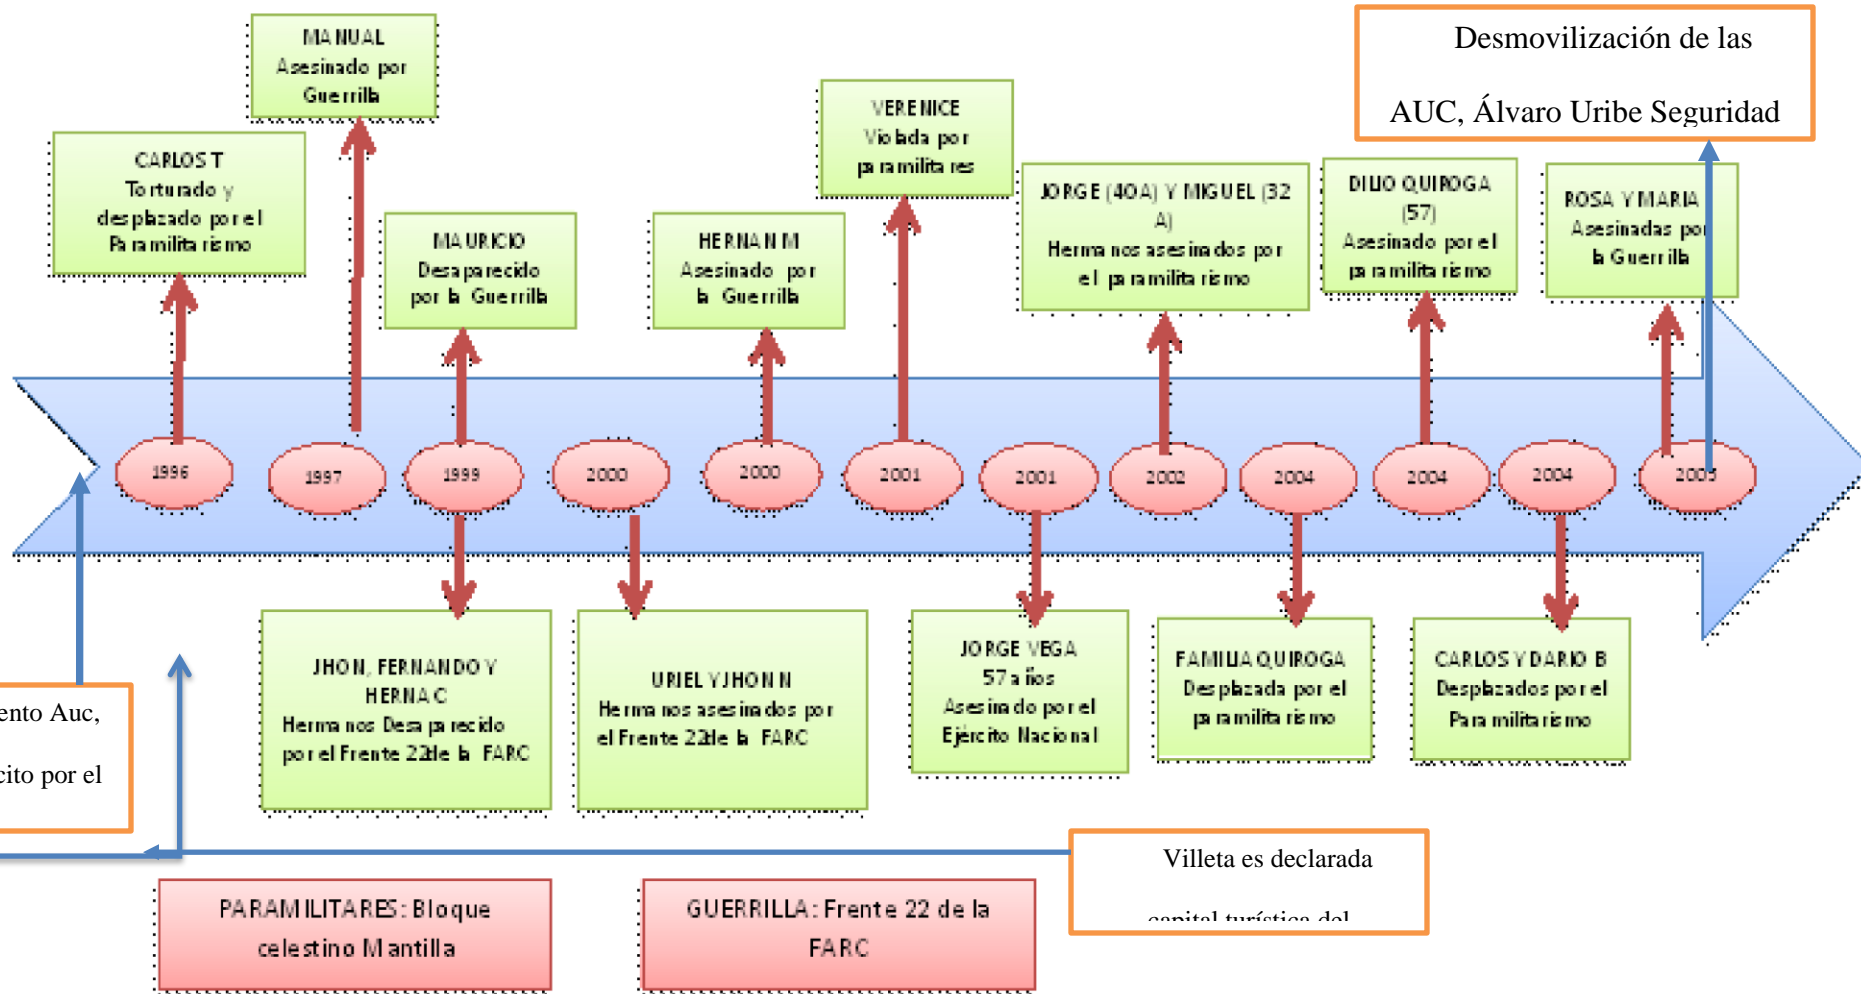 MANUAL
Asesinado por
Guerrilla
Desmovilización de las
AUC, Álvaro Uribe Seguridad
CARLOS T
Torturado y
desplazado por el
Paramilitarismo
VERENICE
Violada por
paramilitares
MAURICIO
Desaparecido
por la Guerrilla
HERNAN M
Asesinado por
la Guerrilla
JORGE (40A) Y MIGUEL (32
A)
Hermanos asesinados por
el paramilitarismo
DILIO QUIROGA
(57)
Asesinado por el
paramilitarismo
ROSA Y MARIA
Asesinadas por
la Guerrilla
1996
1997
1999
2000
2000
2001
2001
2002
2004
2004
2004
JHON, FERNANDO Y
HERNA C
Hermanos Desaparecido
por el Frente 22de la FARC
URIEL Y JHON N
Hermanos asesinados por
el Frente 22de la FARC
JORGE VEGA
57 años
Asesinado por el
Ejército Nacional
FAMILIA QUIROGA
Desplazada por el
paramilitarismo
CARLOS Y DARIO B
Desplazados por el
Paramilitarismo
ento Auc,
cito por el
Villeta es declarada
capital turística del
PARAMILITARES: Bloque
celestino Mantilla
GUERRILLA: Frente 22 de la
FARC